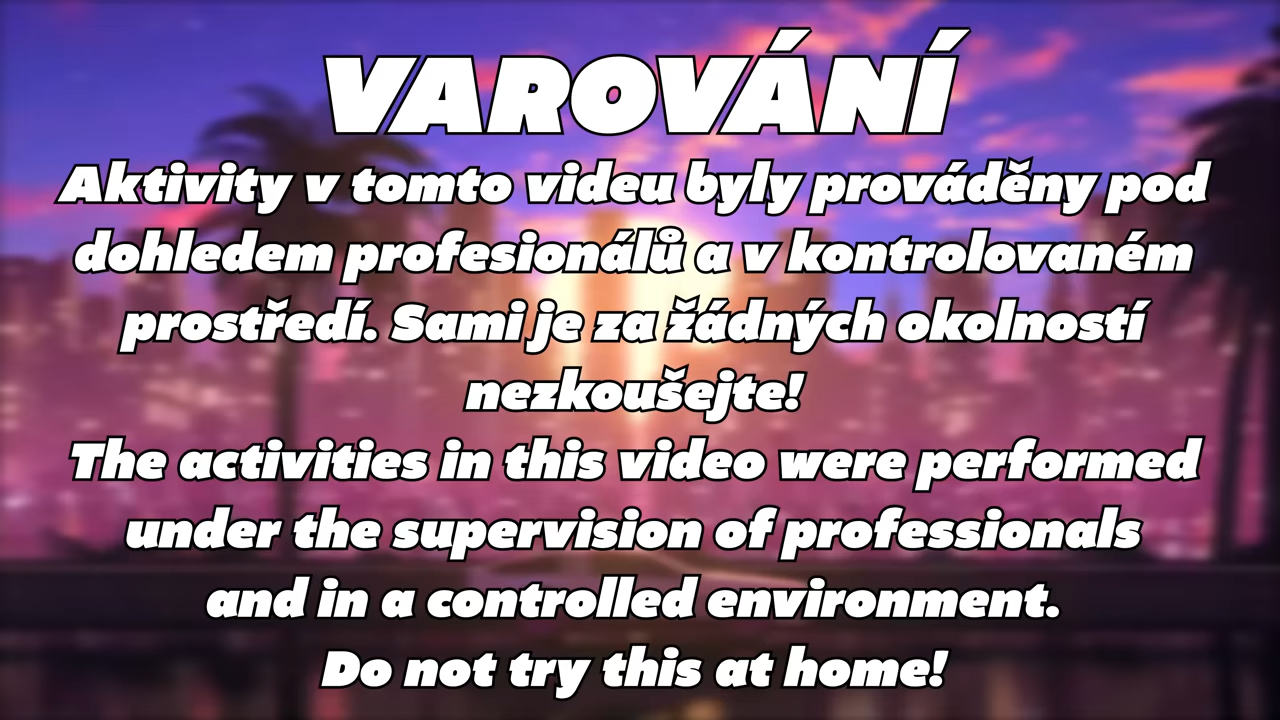 VAROVÁNÍ
Aktivity v tomto videu byly prováděny pod
dohledem profesionálů a v kontrolovaném
prostředí. Sami je za žádných okolností
nezkoušejte!
The activities in this video were performed
under the supervision of professionals
and in a controlled environment.
Do not try this at home!